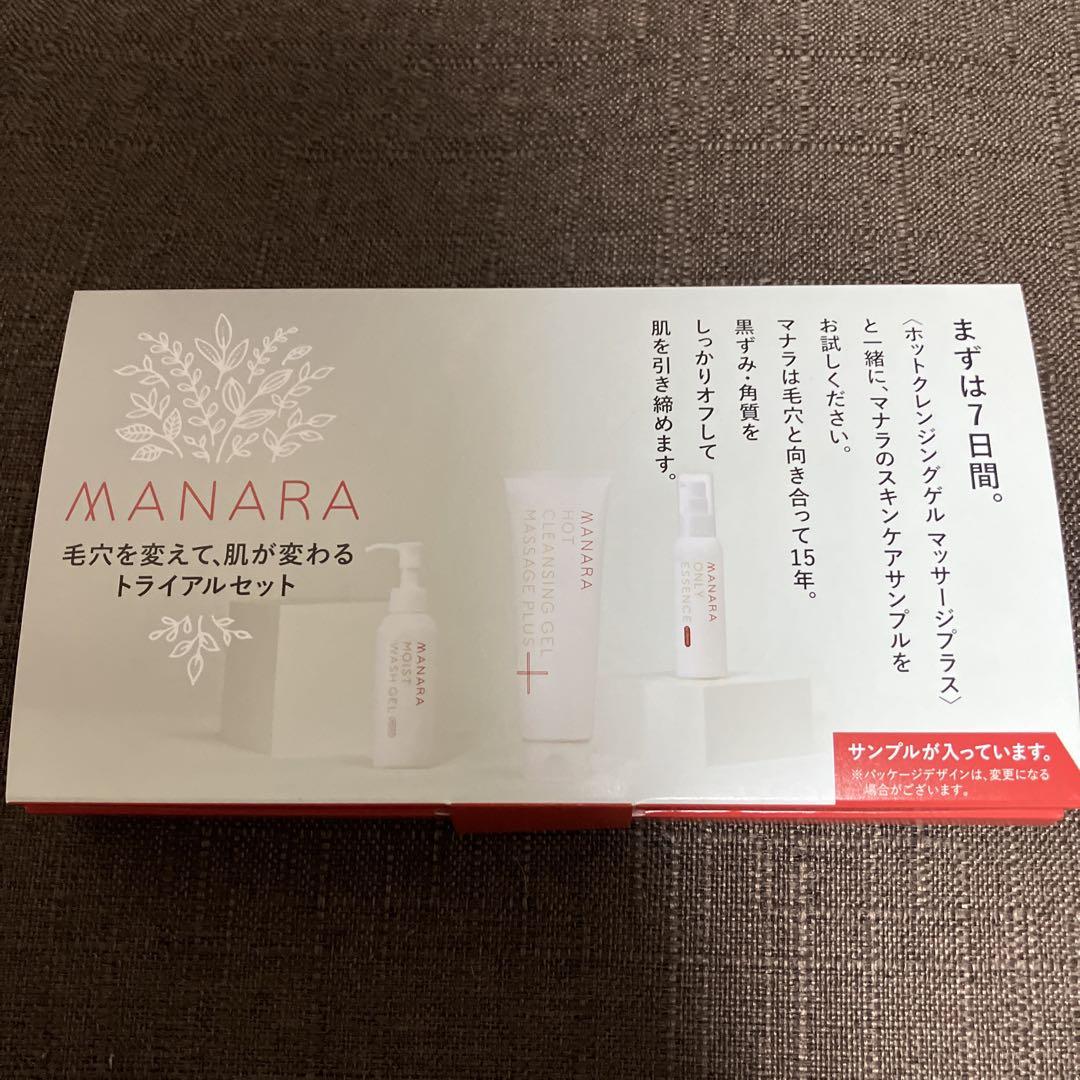 MANARA
毛穴を変えて、肌が変わる
トライアルセット
まずは7日間。
〈ホットクレンジングゲル マッサージプラス〉
と一緒に、マナラのスキンケアサンプルを
お試しください。
マナラは毛穴と向き合って15年。
黒ずみ・角質を
しっかりオフして
肌を引き締めます。
MANARA
MOIST
WASH GEL
MANARA
HOT
CLEANSING GEL
MASSAGE PLUS
MANARA
ONLY
ESSENCE
サンプルが入っています。
※パッケージデザインは、変更になる
場合がございます。